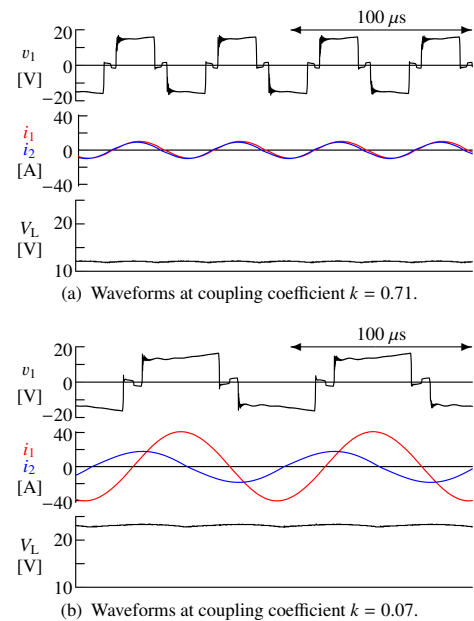 100 μs
20
v1
0
[V]
−20
40
i1
i2
0
[A]
−40
VL
20
[V]
10
(a) Waveforms at coupling coefficient k = 0.71.
100 μs
20
v1
0
[V]
−20
40
i1
i2
0
[A]
−40
20
VL
[V]
10
(b) Waveforms at coupling coefficient k = 0.07.